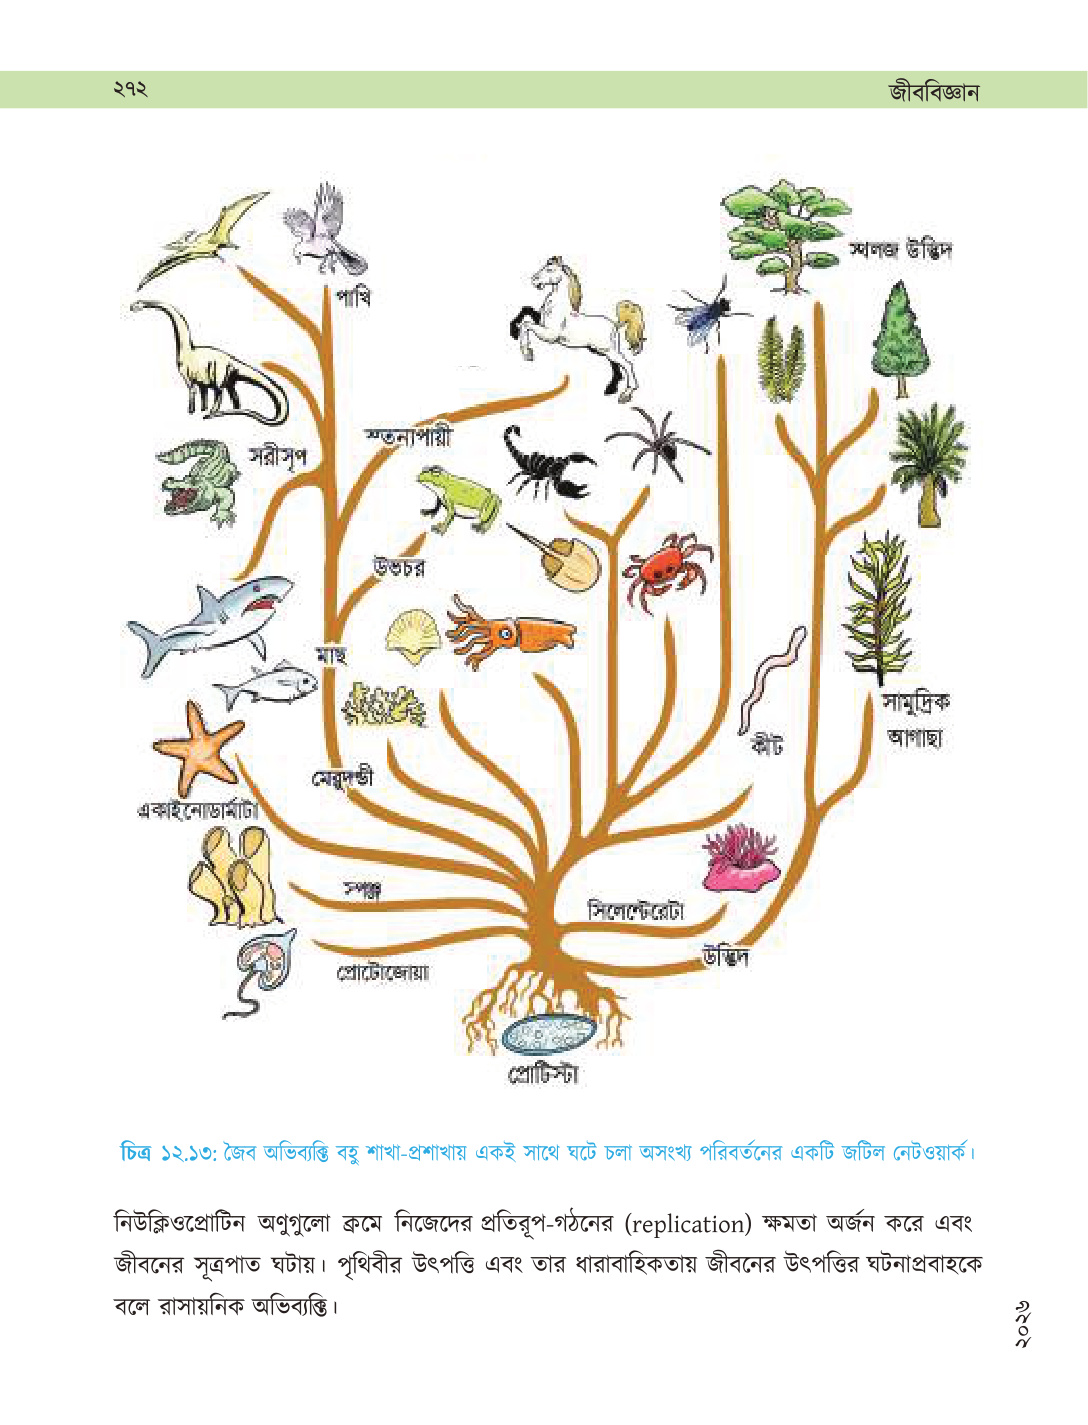 ২৭২
জীববিজ্ঞান
স্থলজ উদ্ভিদ
পাখি
স্তন্যপায়ী
সরীসৃপ
উভচর
মাছ
সামুদ্রিক
আগাছা
কীট
মেরুদণ্ডী
একাইনোডার্মাটা
স্পঞ্জ
সিলেন্টেরেটা
উদ্ভিদ
প্রোটোজোয়া
প্রোটিস্টা
চিত্র ১২.১৩: জৈব অভিব্যক্তি বহু শাখা-প্রশাখায় একই সাথে ঘটে চলা অসংখ্য পরিবর্তনের একটি জটিল নেটওয়ার্ক।
নিউক্লিওপ্রোটিন অণুগুলো ক্রমে নিজেদের প্রতিরূপ-গঠনের (replication) ক্ষমতা অর্জন করে এবং
জীবনের সূত্রপাত ঘটায়। পৃথিবীর উৎপত্তি এবং তার ধারাবাহিকতায় জীবনের উৎপত্তির ঘটনাপ্রবাহকে
বলে রাসায়নিক অভিব্যক্তি।
২০২৬